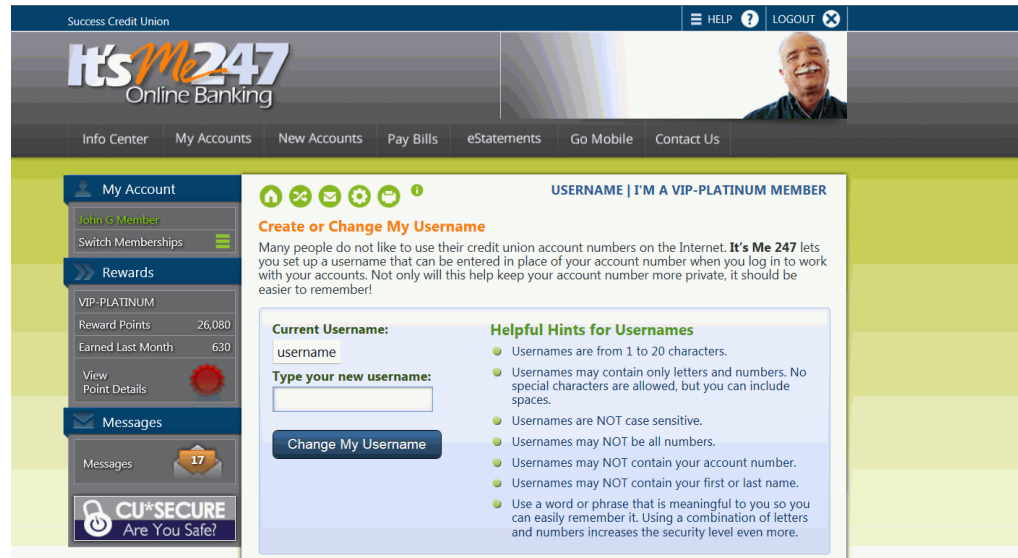 Success Credit Union
HELP ?
LOGOUT
It's Me 247
Online Banking
Info Center
My Accounts
New Accounts
Pay Bills
eStatements
Go Mobile
Contact Us
My Account
John G Member
Switch Memberships
Rewards
VIP-PLATINUM
Reward Points 26,080
Earned Last Month 630
View
Point Details
Messages
Messages 17
CU*SECURE
Are You Safe?
i
USERNAME | I'M A VIP-PLATINUM MEMBER
Create or Change My Username
Many people do not like to use their credit union account numbers on the Internet. It's Me 247 lets
you set up a username that can be entered in place of your account number when you log in to work
with your accounts. Not only will this help keep your account number more private, it should be
easier to remember!
Current Username:
username
Type your new username:
Change My Username
Helpful Hints for Usernames
Usernames are from 1 to 20 characters.
Usernames may contain only letters and numbers. No
special characters are allowed, but you can include
spaces.
Usernames are NOT case sensitive.
Usernames may NOT be all numbers.
Usernames may NOT contain your account number.
Usernames may NOT contain your first or last name.
Use a word or phrase that is meaningful to you so you
can easily remember it. Using a combination of letters
and numbers increases the security level even more.